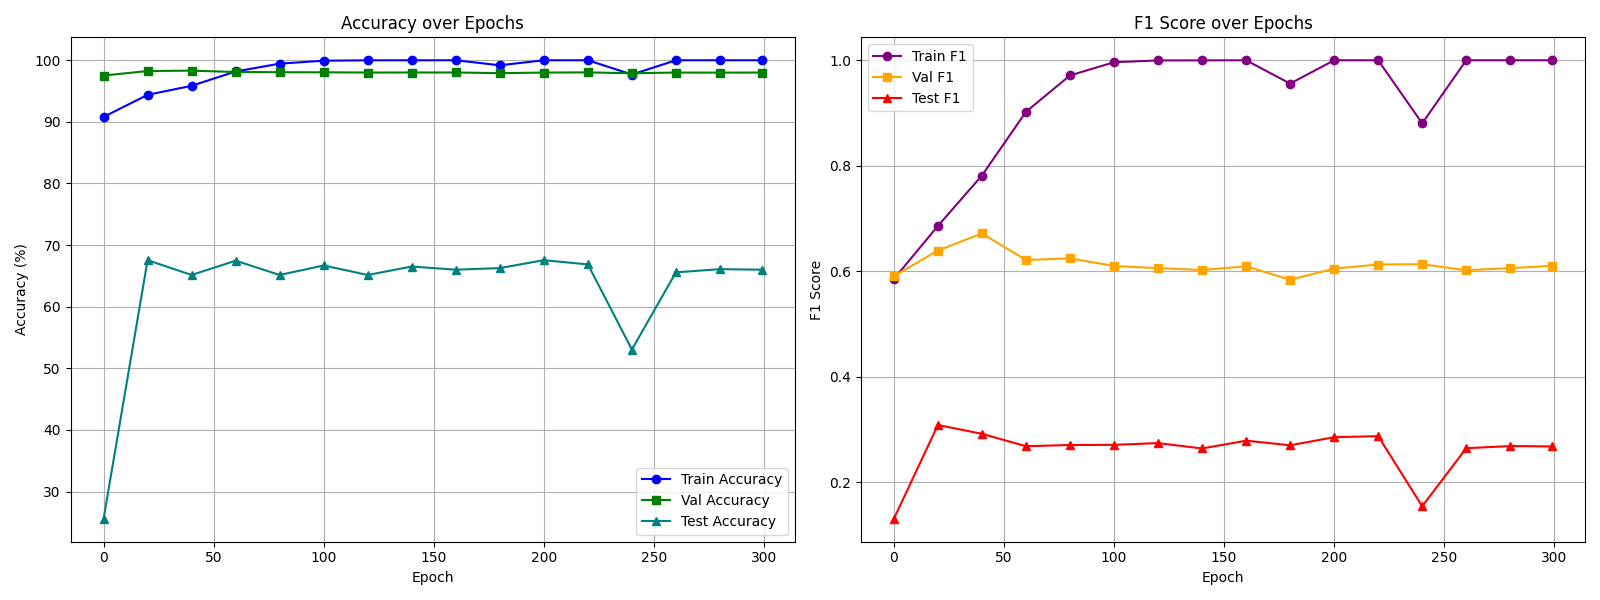 Accuracy over Epochs
Accuracy (%)
100
90
80
70
60
50
40
30
Train Accuracy
Val Accuracy
Test Accuracy
0 50 100 150 200 250 300
Epoch
F1 Score over Epochs
F1 Score
1.0
0.8
0.6
0.4
0.2
Train F1
Val F1
Test F1
0 50 100 150 200 250 300
Epoch